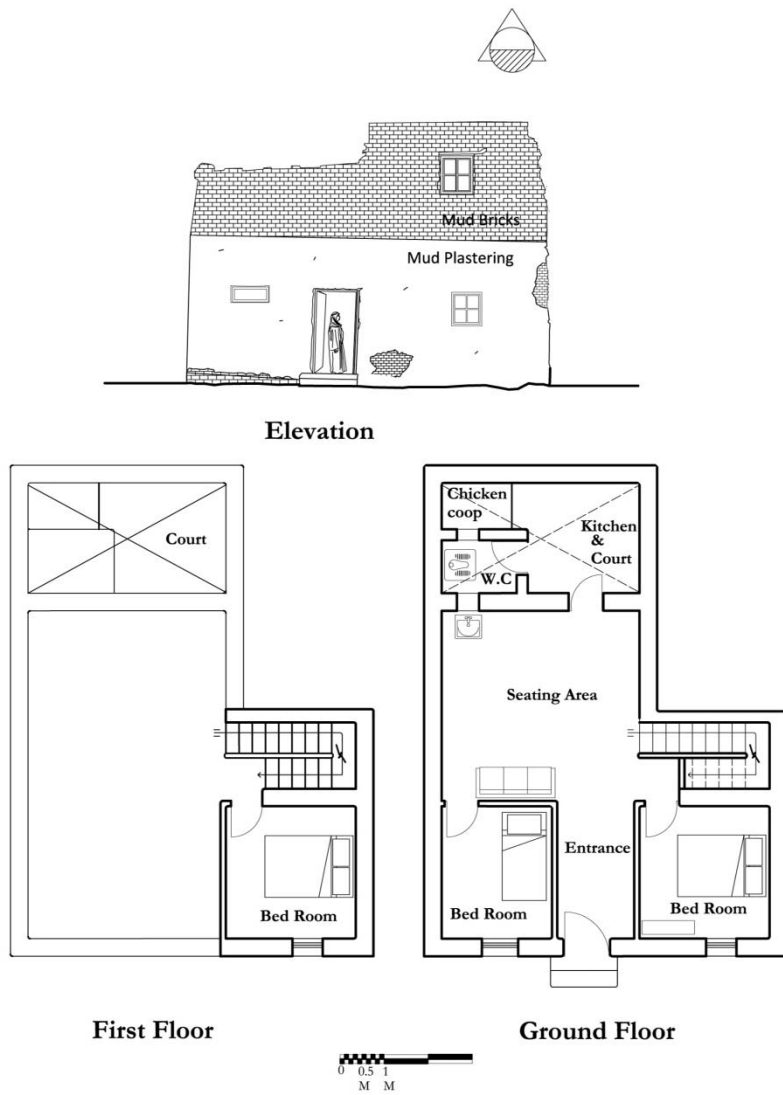 Mud Bricks
Mud Plastering
Elevation
Court
Bed Room
First Floor
Chicken
coop
Kitchen
&
Court
W.C
Seating Area
Entrance
Bed Room
Bed Room
Ground Floor
0 0.5 1
M M